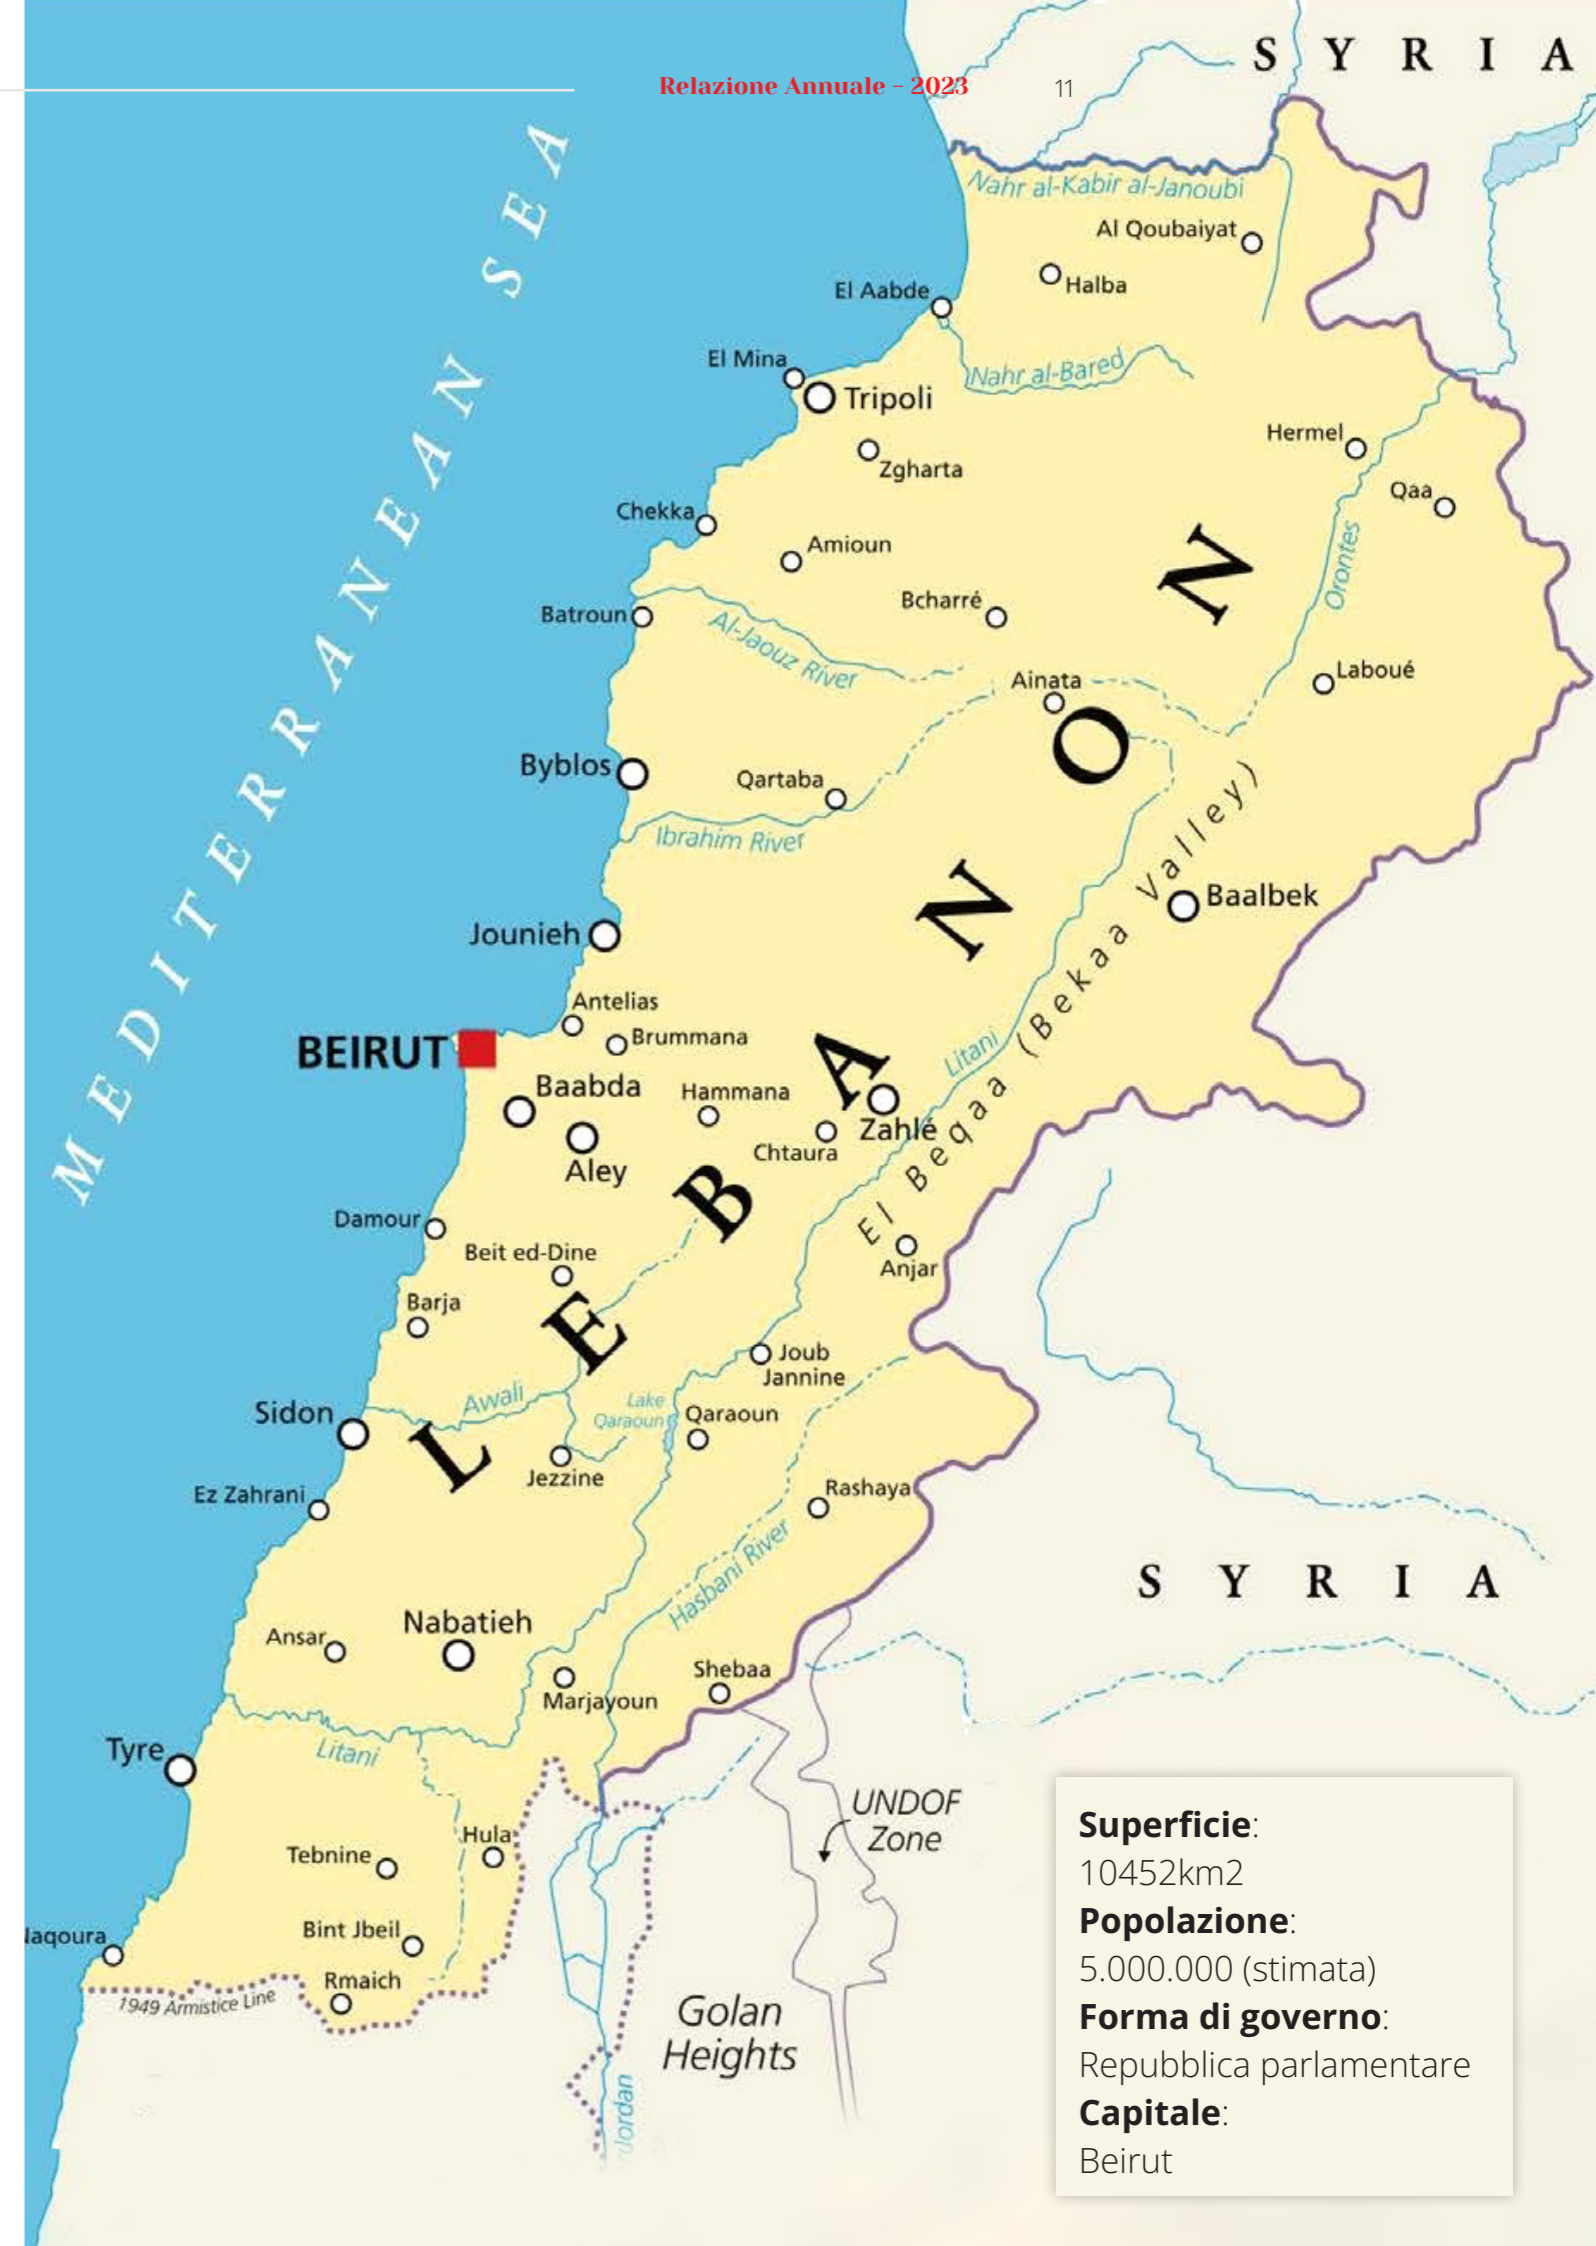 Relazione Annuale - 2023
11
S Y R I A
MEDITERRANEAN SEA
Nahr al-Kabir al-Janoubi
Al Qoubaiyat
Halba
El Aabde
El Mina
Nahr al-Bared
Tripoli
Hermel
Zgharta
Qaa
Chekka
Amioun
Orontes
Bcharré
Batroun
Al-Jaouz River
Laboué
Ainata
Byblos
Qartaba
Ibrahim River
LEBANON
Baalbek
Jounieh
Antelias
Brummana
BEIRUT
Litani
El Beqaa (Bekaa Valley)
Baabda
Hammana
Zahlé
Chtaura
Aley
Damour
Beit ed-Dine
Anjar
Barja
Joub
Jannine
Awali
Lake
Qaraoun
Qaraoun
Sidon
Jezzine
Rashaya
Ez Zahrani
Hasbani River
S Y R I A
Nabatieh
Ansar
Shebaa
Marjayoun
Tyre
Litani
UNDOF
Zone
Hula
Tebnine
Bint Jbeil
aqoura
Rmaich
1949 Armistice Line
Golan
Heights
Jordan
Superficie:
10452km2
Popolazione:
5.000.000 (stimata)
Forma di governo:
Repubblica parlamentare
Capitale:
Beirut